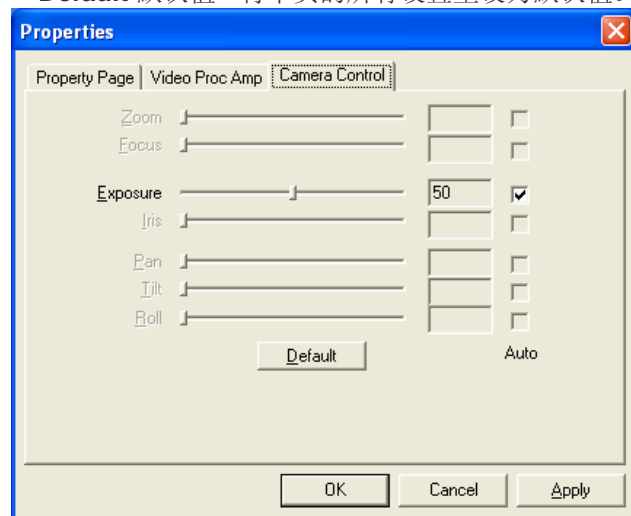 Default
Properties
Property Page Video Proc Amp Camera Control
Zoom
Focus
Exposure 50
Iris
Pan
Tilt
Roll
Default Auto
OK Cancel Apply